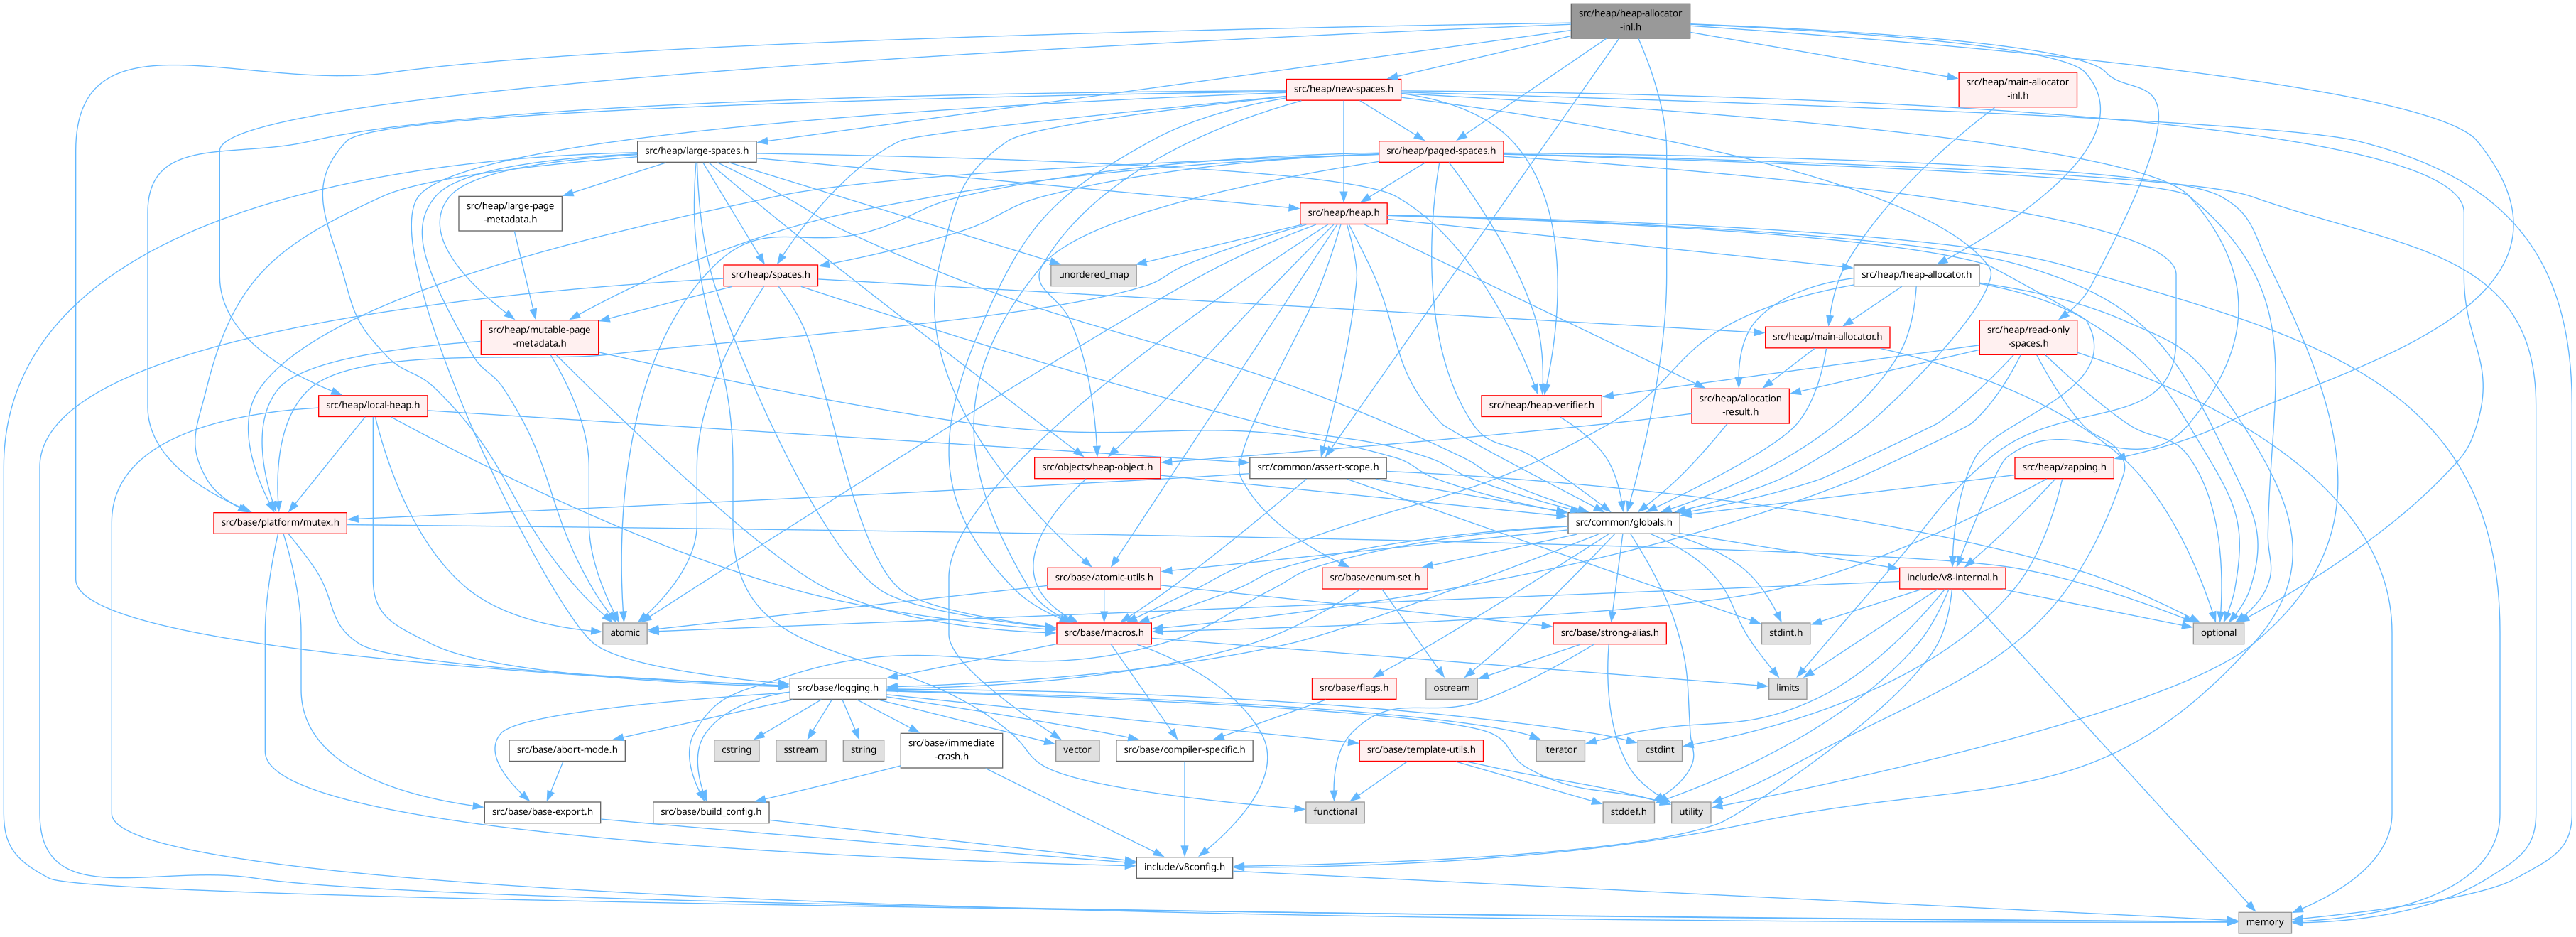 src/heap/heap-allocator
-inl.h
src/heap/new-spaces.h
src/heap/main-allocator
-inl.h
src/heap/large-spaces.h
src/heap/paged-spaces.h
src/heap/large-page
-metadata.h
src/heap/heap.h
src/heap/spaces.h
unordered_map
src/heap/heap-allocator.h
src/heap/mutable-page
-metadata.h
src/heap/main-allocator.h
src/heap/read-only
-spaces.h
src/heap/local-heap.h
src/heap/heap-verifier.h
src/heap/allocation
-result.h
src/objects/heap-object.h
src/common/assert-scope.h
src/heap/zapping.h
src/base/platform/mutex.h
src/common/globals.h
src/base/atomic-utils.h
src/base/enum-set.h
include/v8-internal.h
atomic
src/base/macros.h
src/base/strong-alias.h
stdint.h
optional
src/base/logging.h
src/base/flags.h
ostream
limits
src/base/abort-mode.h
cstring
sstream
string
src/base/immediate
-crash.h
vector
src/base/compiler-specific.h
src/base/template-utils.h
iterator
cstdint
src/base/base-export.h
src/base/build_config.h
functional
stddef.h
utility
include/v8config.h
memory